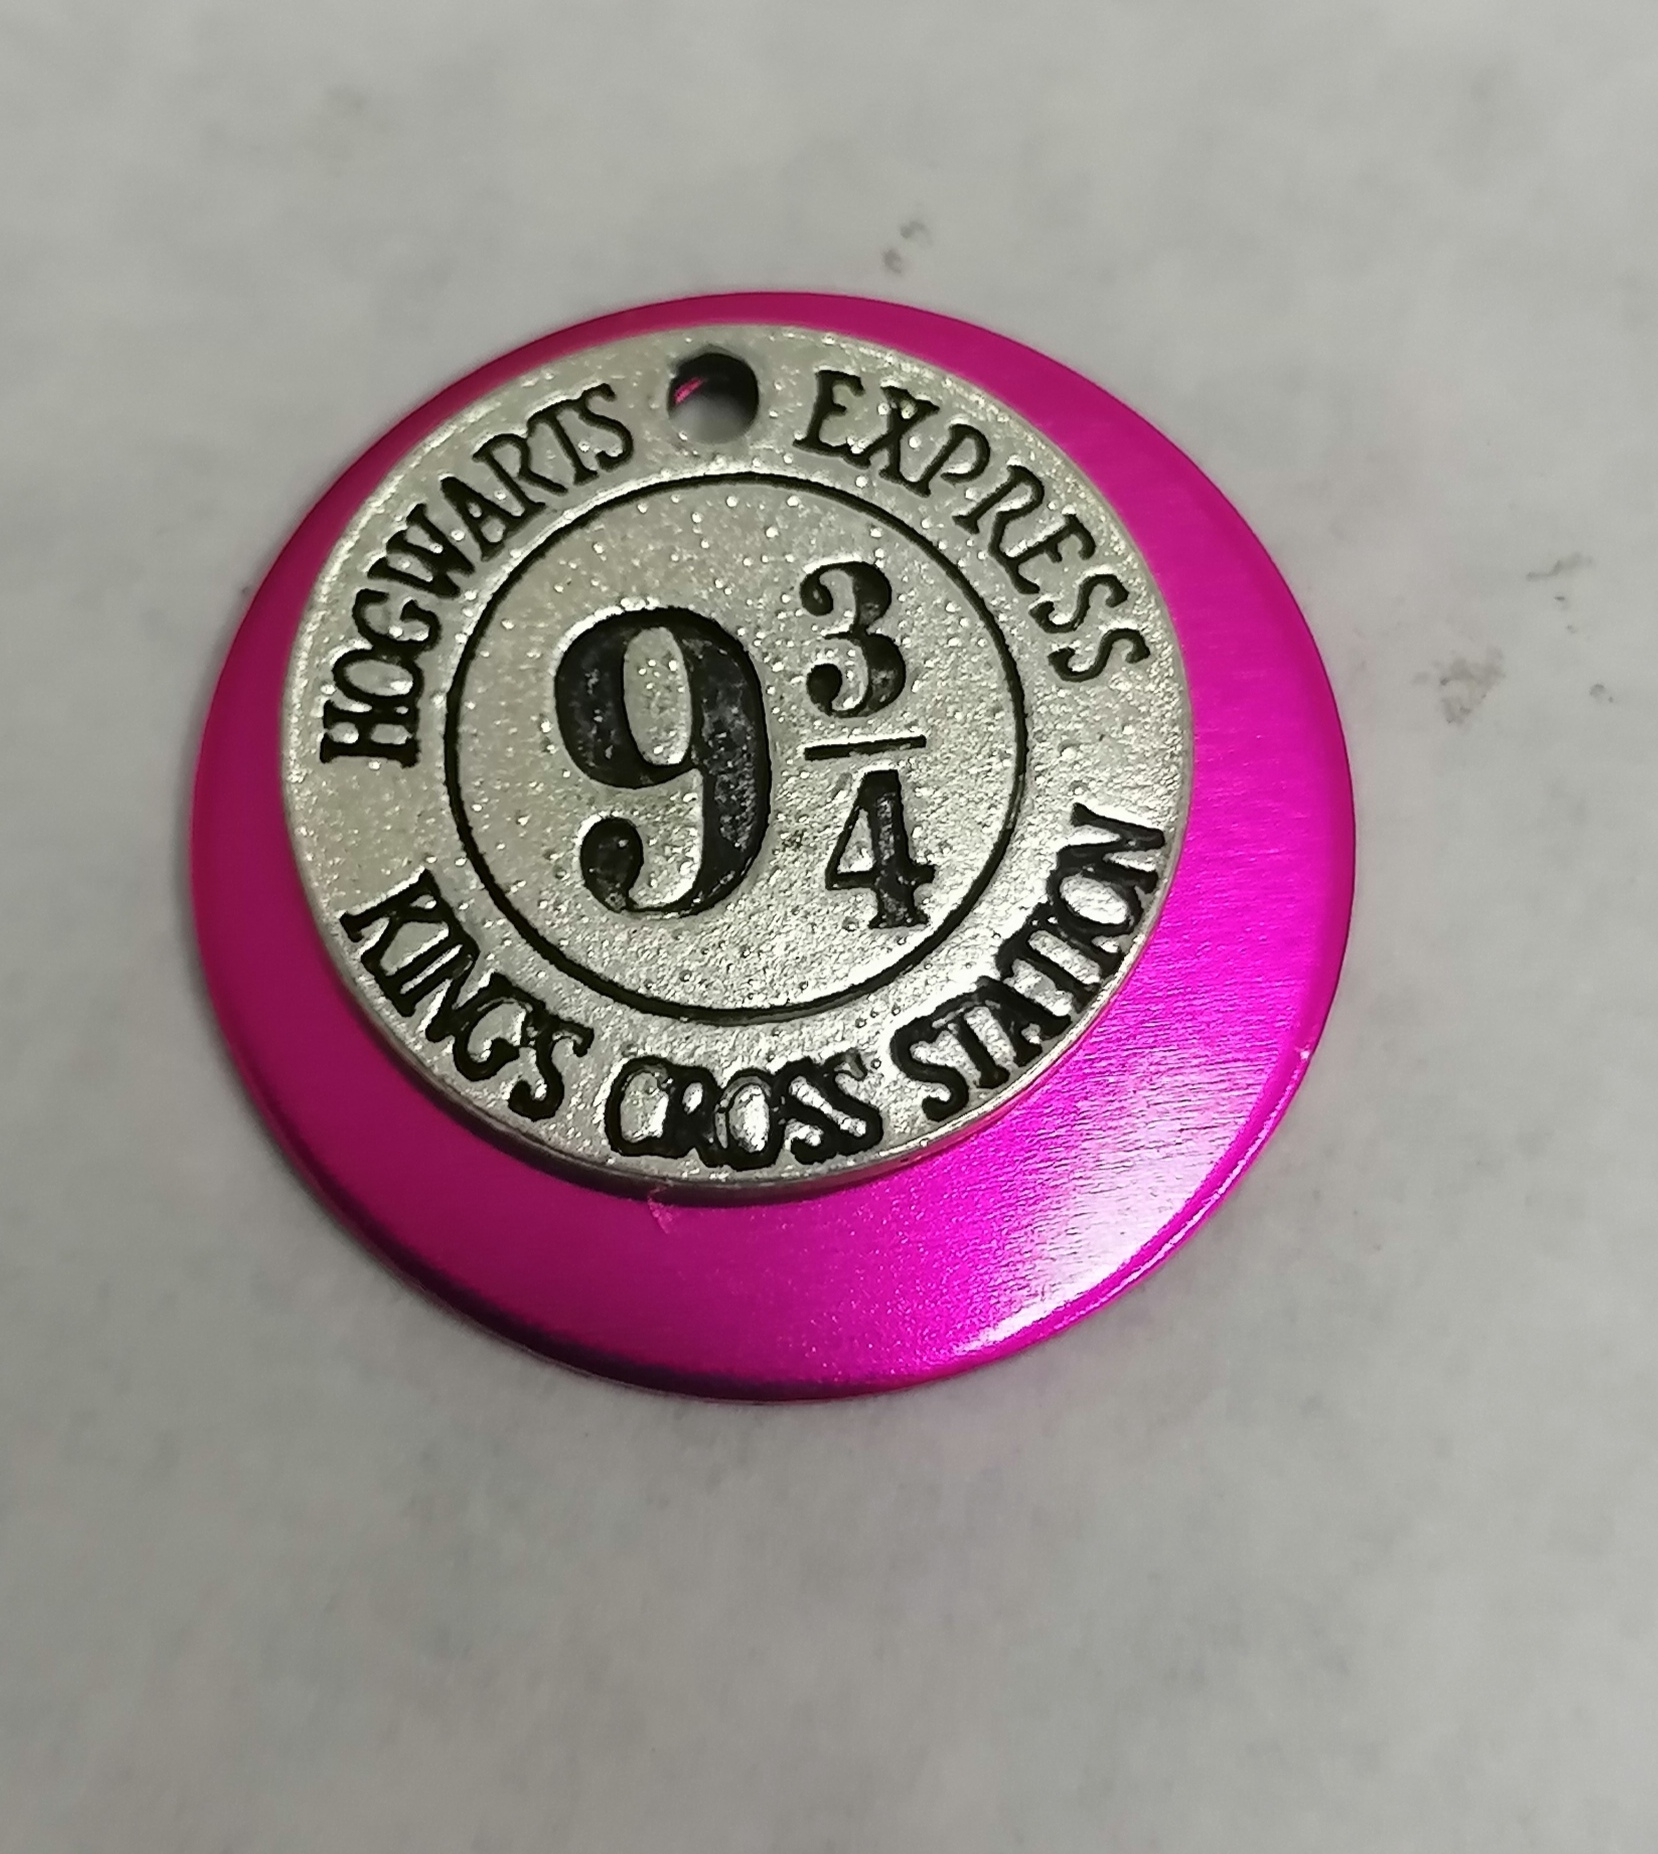 HOGWARTS EXPRESS
9 3/4
KING'S CROSS STATION